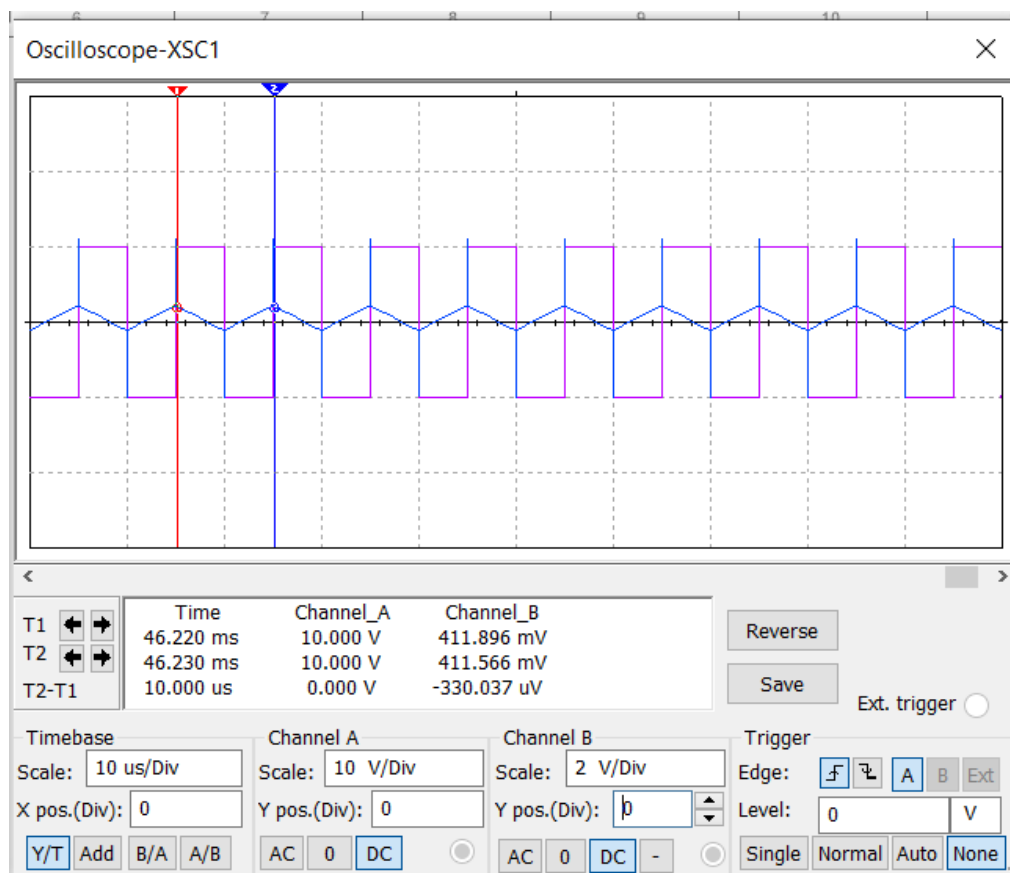 6 7 8 9 10
Oscilloscope-XSC1
1 2
T1
T2
T2-T1
Time Channel_A Channel_B
46.220 ms 10.000 V 411.896 mV
46.230 ms 10.000 V 411.566 mV
10.000 us 0.000 V -330.037 uV
Reverse
Save
Ext. trigger
Timebase
Scale: 10 us/Div
X pos.(Div): 0
Y/T Add B/A A/B
Channel A
Scale: 10 V/Div
Y pos.(Div): 0
AC 0 DC
Channel B
Scale: 2 V/Div
Y pos.(Div): 0
AC 0 DC -
Trigger
Edge: A B Ext
Level: 0 V
Single Normal Auto None